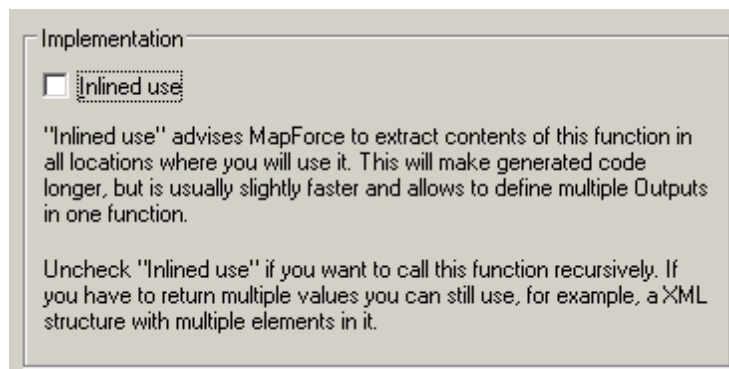 Implementation
Inlined use
"Inlined use" advises MapForce to extract contents of this function in
all locations where you will use it. This will make generated code
longer, but is usually slightly faster and allows to define multiple Outputs
in one function.
Uncheck "Inlined use" if you want to call this function recursively. If
you have to return multiple values you can still use, for example, a XML
structure with multiple elements in it.